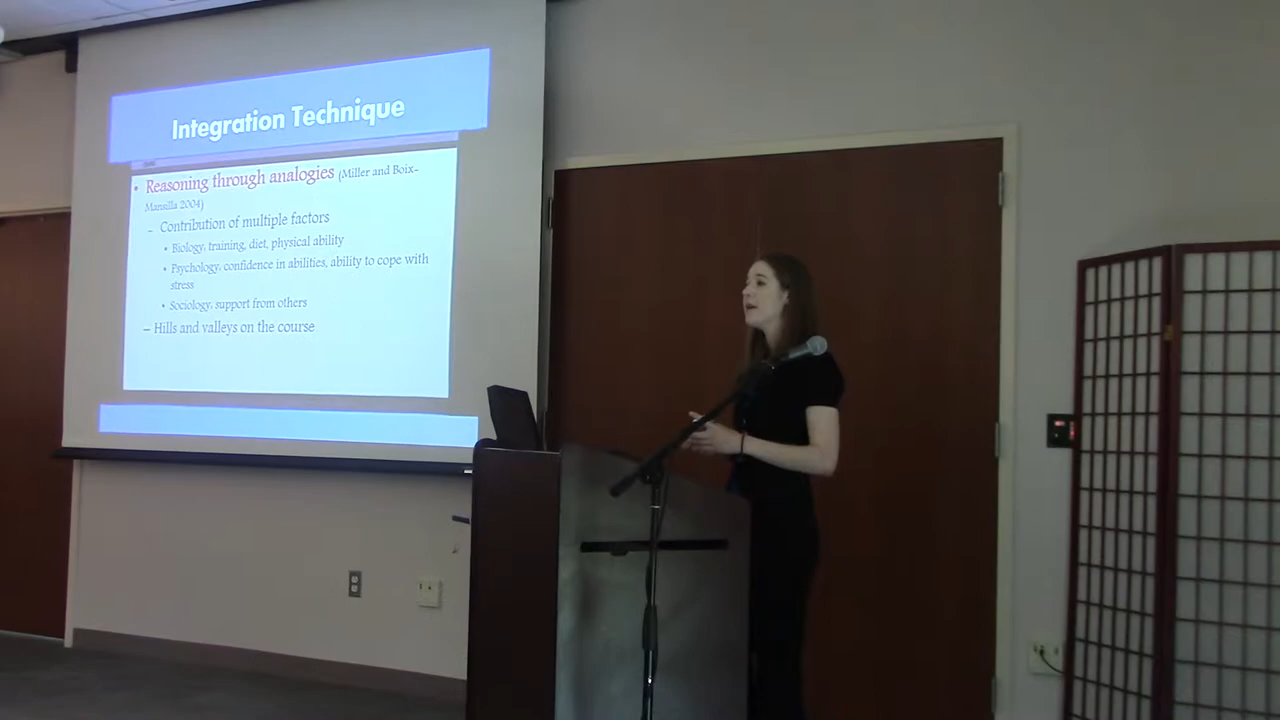 Integration Technique
• Reasoning through analogies (Miller and Boix-
Mansilla 2004)
– Contribution of multiple factors
• Biology, training, diet, physical ability
• Psychology, confidence in abilities, ability to cope with
stress
• Sociology, support from others
– Hills and valleys on the course